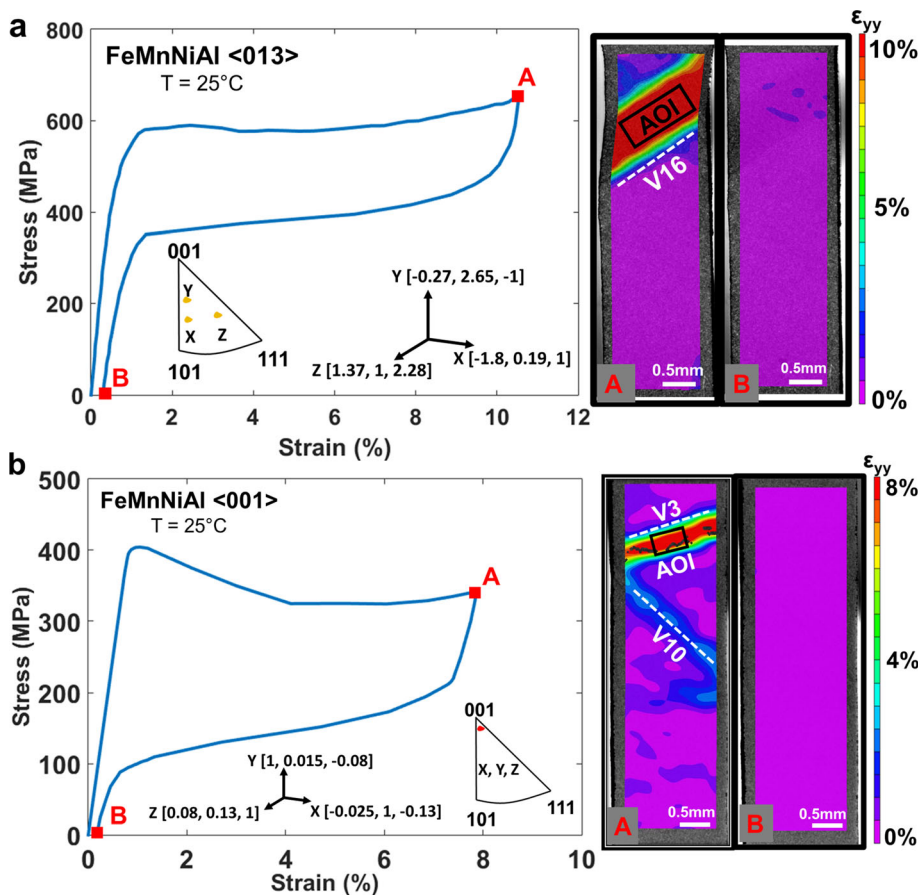 a
FeMnNiAl <013>
T = 25°C
Stress (MPa)
800
600
400
200
0
0 2 4 6 8 10 12
Strain (%)
A
B
001
Y
X Z
101
111
Y [-0.27, 2.65, -1]
Z [1.37, 1, 2.28]
X [-1.8, 0.19, 1]
AOI
V16
A
0.5mm
B
0.5mm
εyy
10%
5%
0%
b
FeMnNiAl <001>
T = 25°C
Stress (MPa)
500
400
300
200
100
0
0 2 4 6 8 10
Strain (%)
A
B
Y [1, 0.015, -0.08]
Z [0.08, 0.13, 1]
X [-0.025, 1, -0.13]
001
X, Y, Z
101
111
V3
AOI
V10
A
0.5mm
B
0.5mm
εyy
8%
4%
0%